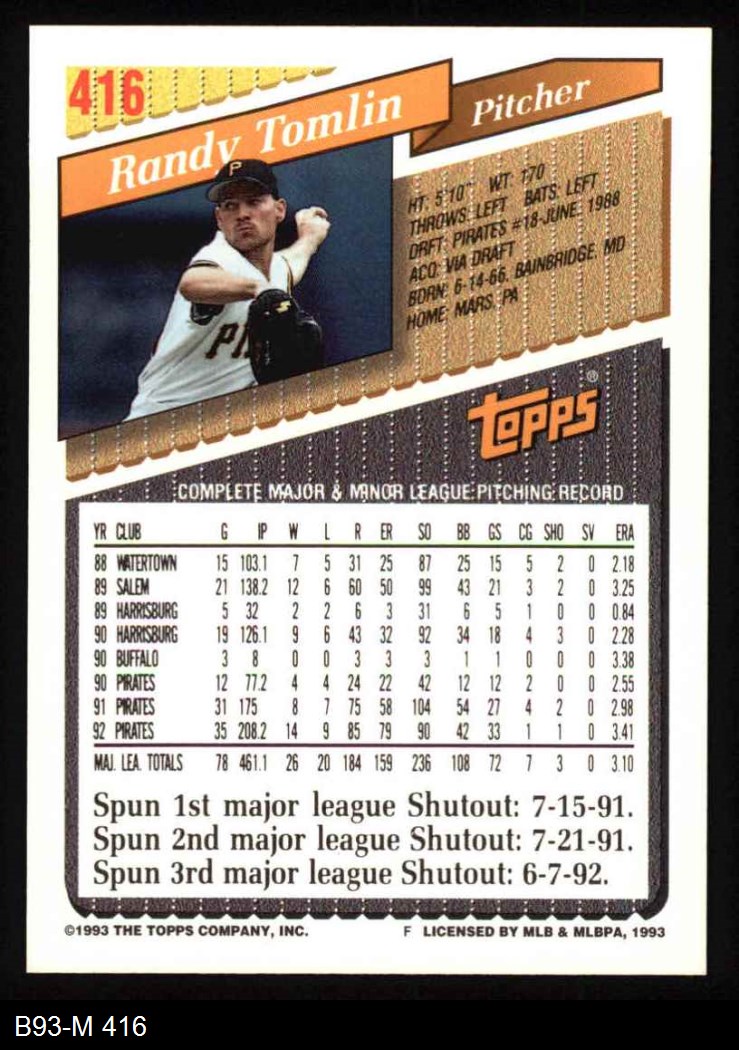 416
Randy Tomlin
Pitcher
P
PI
HT: 5'10" WT: 170
THROWS: LEFT BATS: LEFT
DRFT: PIRATES #18-JUNE, 1988
ACQ: VIA DRAFT
BORN: 6-14-66, BAINBRIDGE, MD
HOME: MARS, PA
topps®
COMPLETE MAJOR & MINOR LEAGUE PITCHING RECORD
YR CLUB G IP W L R ER SO BB GS CG SHO SV ERA
88 WATERTOWN 15 103.1 7 5 31 25 87 25 15 5 2 0 2.18
89 SALEM 21 138.2 12 6 60 50 99 43 21 3 2 0 3.25
89 HARRISBURG 5 32 2 2 6 3 31 6 5 1 0 0 0.84
90 HARRISBURG 19 126.1 9 6 43 32 92 34 18 4 3 0 2.28
90 BUFFALO 3 8 0 0 3 3 3 1 1 0 0 0 3.38
90 PIRATES 12 77.2 4 4 24 22 42 12 12 2 0 0 2.55
91 PIRATES 31 175 8 7 75 58 104 54 27 4 2 0 2.98
92 PIRATES 35 208.2 14 9 85 79 90 42 33 1 1 0 3.41
MAJ. LEA. TOTALS 78 461.1 26 20 184 159 236 108 72 7 3 0 3.10
Spun 1st major league Shutout: 7-15-91.
Spun 2nd major league Shutout: 7-21-91.
Spun 3rd major league Shutout: 6-7-92.
©1993 THE TOPPS COMPANY, INC. F LICENSED BY MLB & MLBPA, 1993
B93-M 416